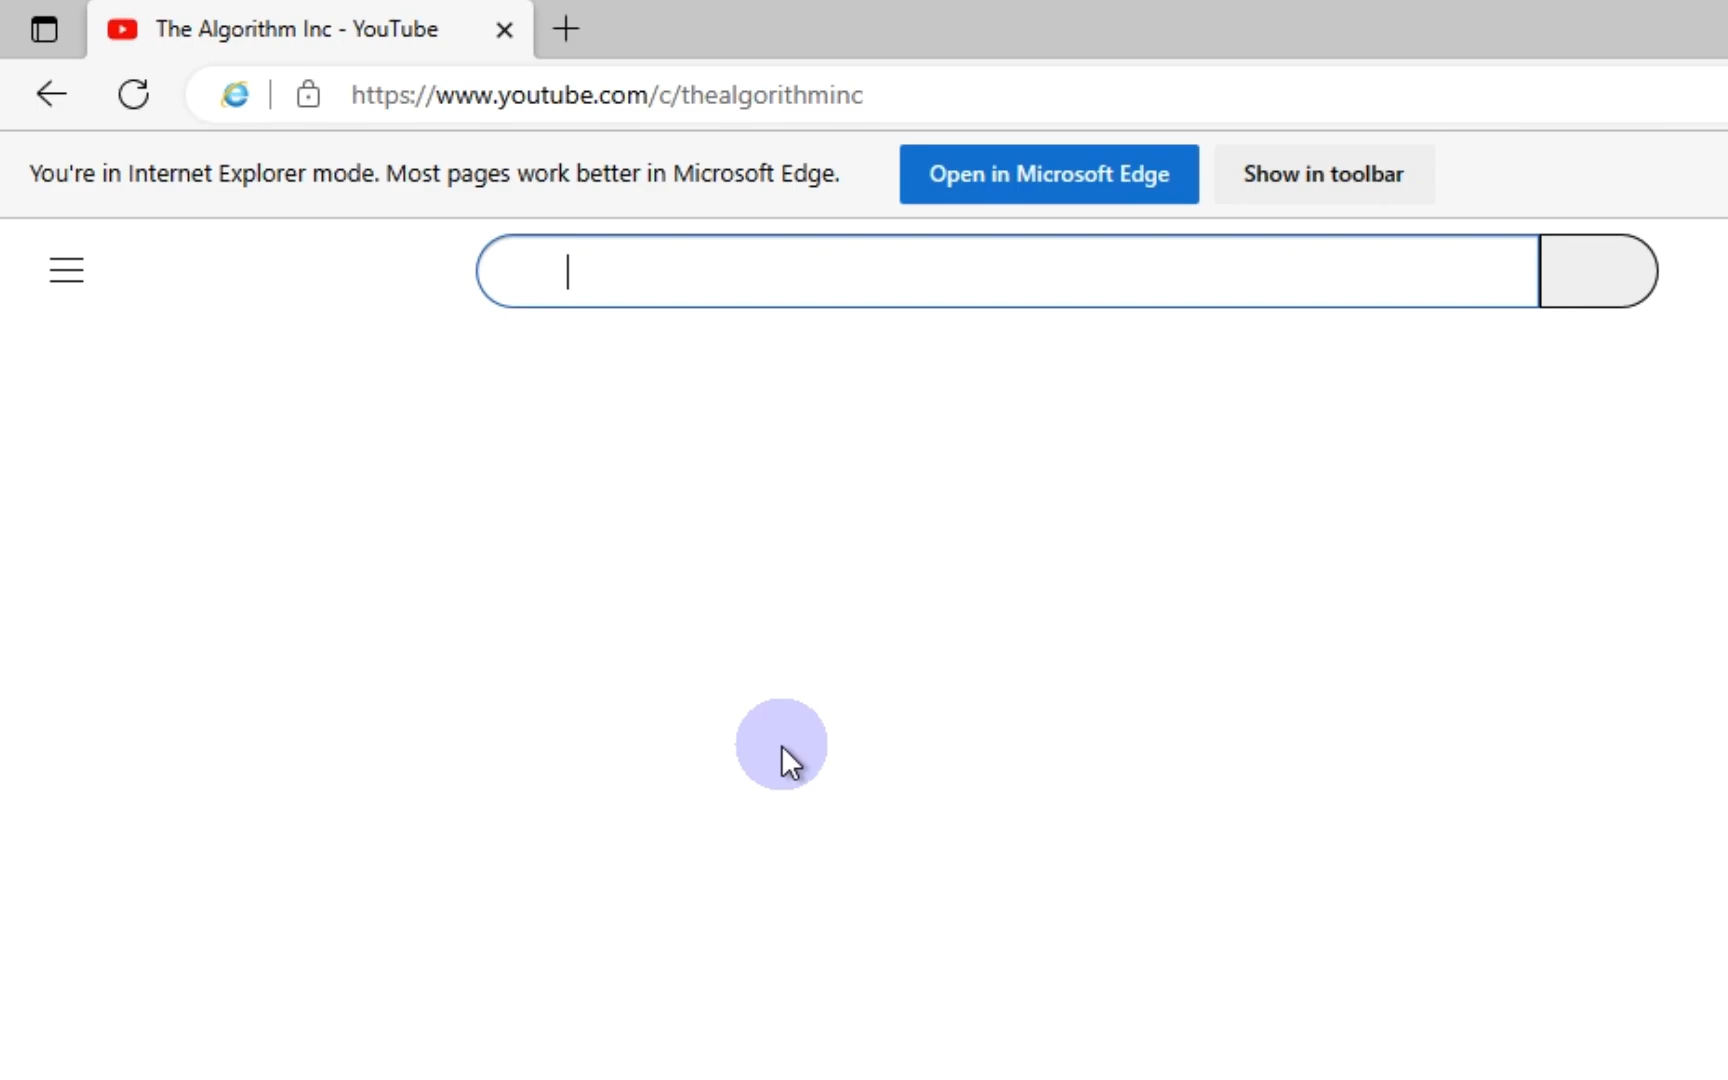 The Algorithm Inc - YouTube
https://www.youtube.com/c/thealgorithminc
You're in Internet Explorer mode. Most pages work better in Microsoft Edge.
Open in Microsoft Edge
Show in toolbar